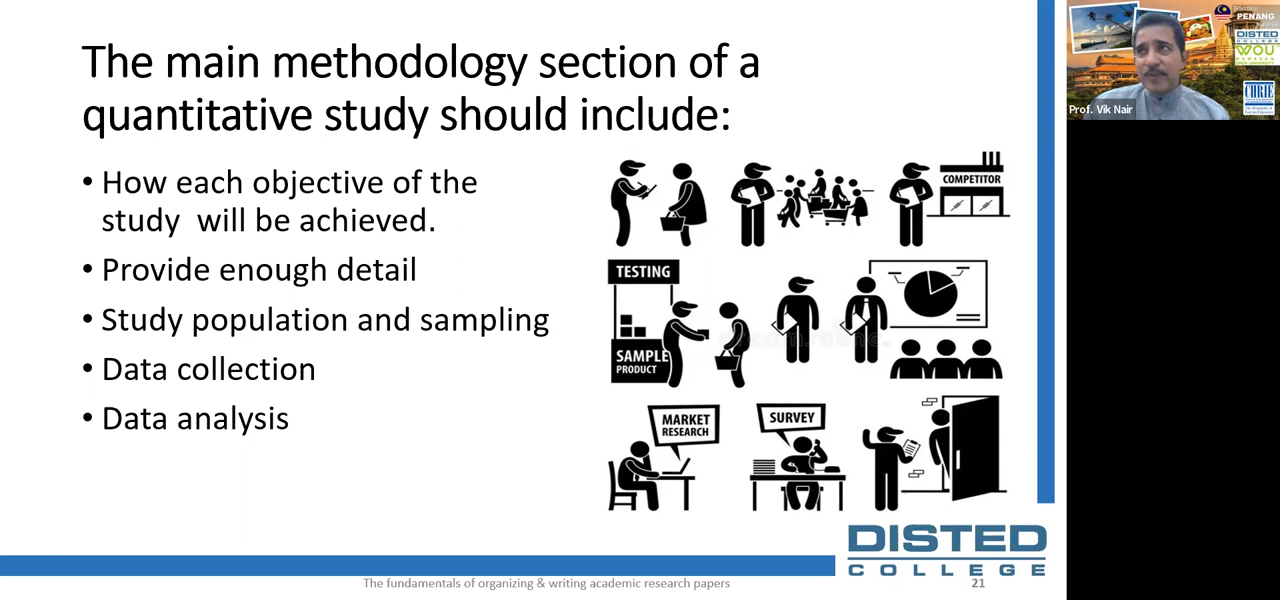 The main methodology section of a
quantitative study should include:
• How each objective of the
study will be achieved.
• Provide enough detail
• Study population and sampling
• Data collection
• Data analysis
COMPETITOR
TESTING
SAMPLE
PRODUCT
MARKET
RESEARCH
SURVEY
DISTED
COLLEGE
The fundamentals of organizing & writing academic research papers
21
PENANG
DISTED
COLLEGE
WOU
Prof. Vik Nair
CHRIE